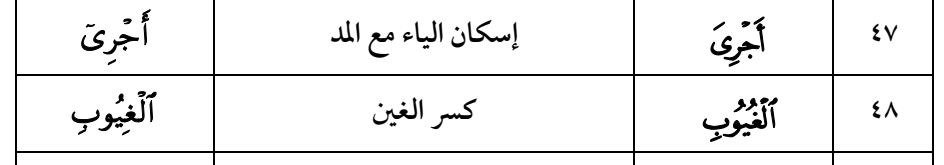 ٤٧ أَجۡرِيَ إسكان الياء مع المد أَجۡرِيٓ
٤٨ ٱلۡغُيُوبِ كسر الغين ٱلۡغِيُوبِ